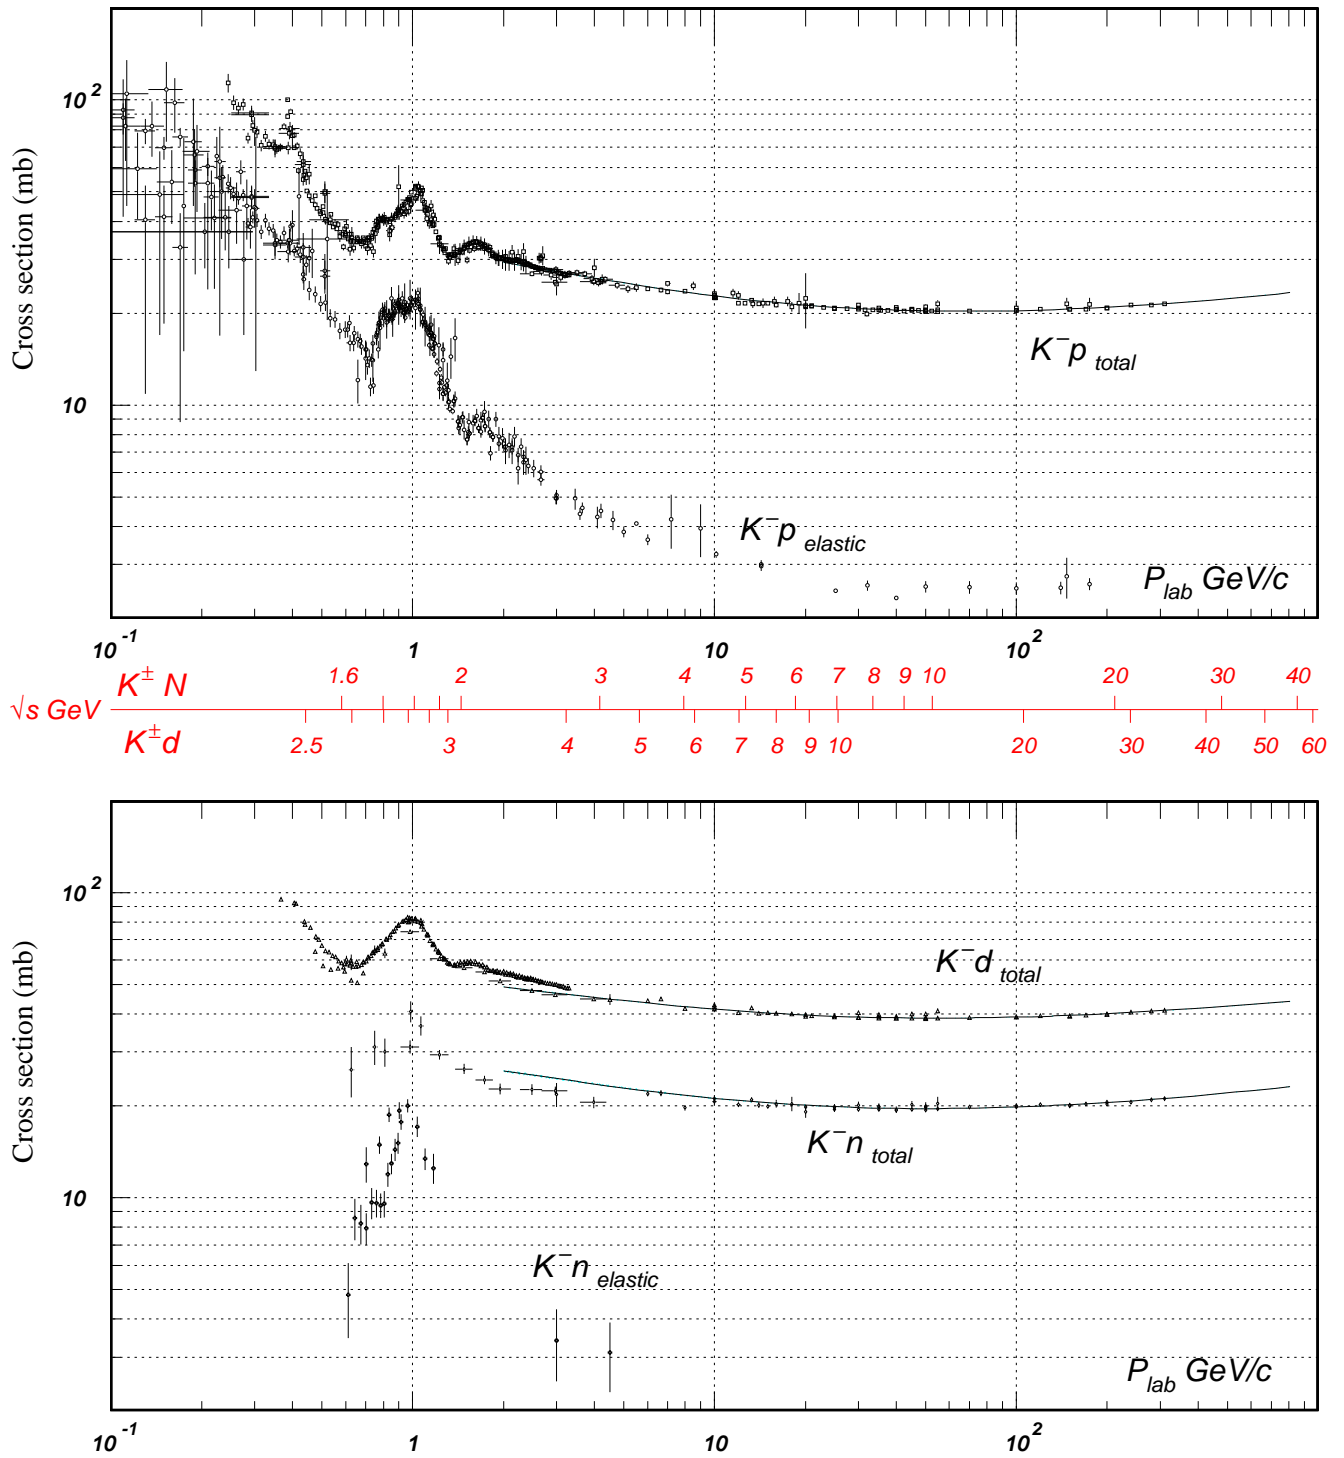 10²
Cross section (mb)
K⁻p total
10
K⁻p elastic
P lab GeV/c
10⁻¹ 1 10 10²
K± N 1.6 2 3 4 5 6 7 8 9 10 20 30 40
√s GeV
K± d 2.5 3 4 5 6 7 8 9 10 20 30 40 50 60
10²
K⁻d total
Cross section (mb)
K⁻n total
10
K⁻n elastic
P lab GeV/c
10⁻¹ 1 10 10²